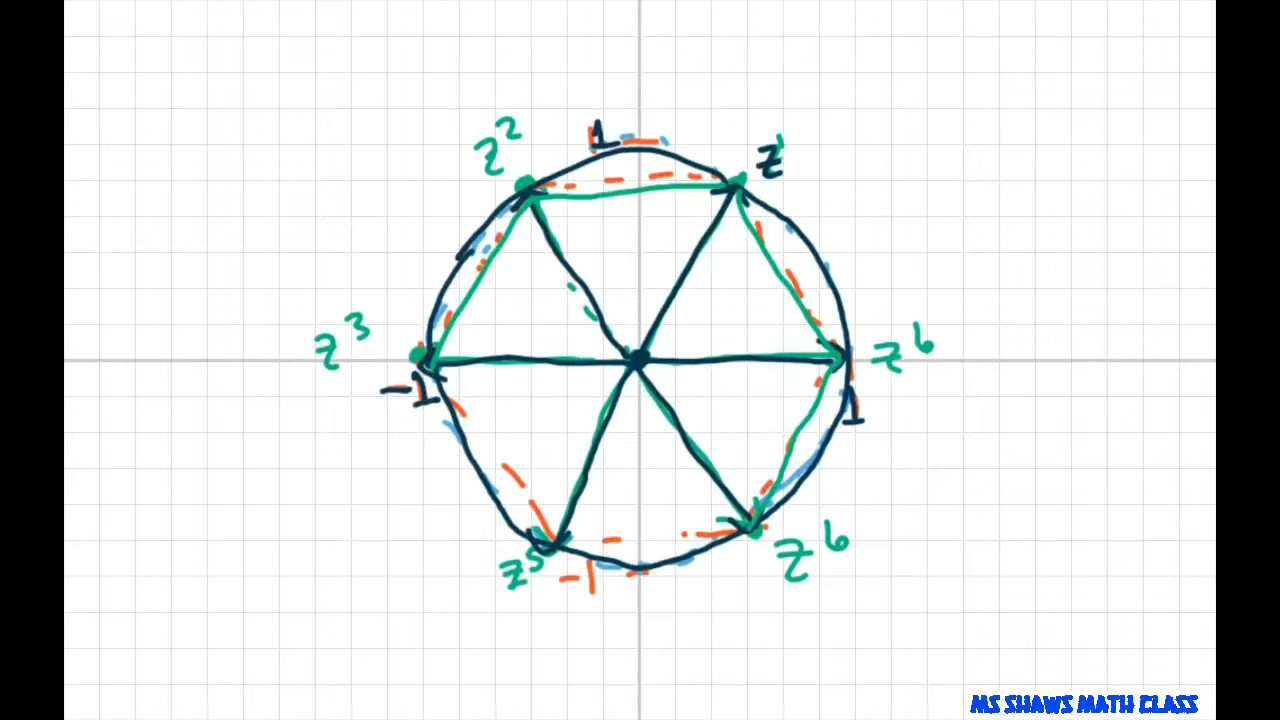 1
z²
z¹
z³
z⁶
-1
1
z⁵
z⁶
-1
MS SHAWS MATH CLASS